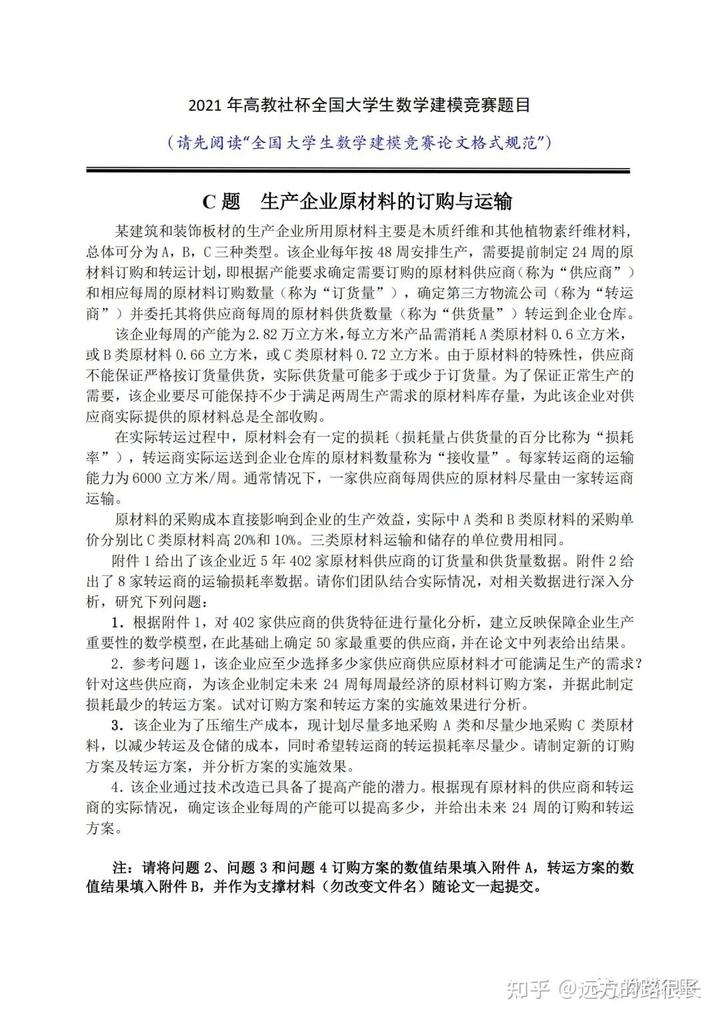 2021 年高教社杯全国大学生数学建模竞赛题目
（请先阅读“全国大学生数学建模竞赛论文格式规范”）
C 题 生产企业原材料的订购与运输
某建筑和装饰板材的生产企业所用原材料主要是木质纤维和其他植物素纤维材料,
总体可分为 A，B，C 三种类型。该企业每年按 48 周安排生产，需要提前制定 24 周的原
材料订购和转运计划，即根据产能要求确定需要订购的原材料供应商（称为“供应商”）
和相应每周的原材料订购数量（称为“订货量”），确定第三方物流公司（称为“转运
商”）并委托其将供应商每周的原材料供货数量（称为“供货量”）转运到企业仓库。
该企业每周的产能为 2.82 万立方米，每立方米产品需消耗 A 类原材料 0.6 立方米，
或 B 类原材料 0.66 立方米，或 C 类原材料 0.72 立方米。由于原材料的特殊性，供应商
不能保证严格按订货量供货，实际供货量可能多于或少于订货量。为了保证正常生产的
需要，该企业要尽可能保持不少于满足两周生产需求的原材料库存量，为此该企业对供
应商实际提供的原材料总是全部收购。
在实际转运过程中，原材料会有一定的损耗（损耗量占供货量的百分比称为“损耗
率”），转运商实际运送到企业仓库的原材料数量称为“接收量”。每家转运商的运输
能力为 6000 立方米/周。通常情况下，一家供应商每周供应的原材料尽量由一家转运商
运输。
原材料的采购成本直接影响到企业的生产效益，实际中 A 类和 B 类原材料的采购单
价分别比 C 类原材料高 20%和 10%。三类原材料运输和储存的单位费用相同。
附件 1 给出了该企业近 5 年 402 家原材料供应商的订货量和供货量数据。附件 2 给
出了 8 家转运商的运输损耗率数据。请你们团队结合实际情况，对相关数据进行深入分
析，研究下列问题：
1．根据附件 1，对 402 家供应商的供货特征进行量化分析，建立反映保障企业生产
重要性的数学模型，在此基础上确定 50 家最重要的供应商，并在论文中列表给出结果。
2．参考问题 1，该企业应至少选择多少家供应商供应原材料才可能满足生产的需求？
针对这些供应商，为该企业制定未来 24 周每周最经济的原材料订购方案，并据此制定
损耗最少的转运方案。试对订购方案和转运方案的实施效果进行分析。
3．该企业为了压缩生产成本，现计划尽量多地采购 A 类和尽量少地采购 C 类原材
料，以减少转运及仓储的成本，同时希望转运商的转运损耗率尽量少。请制定新的订购
方案及转运方案，并分析方案的实施效果。
4．该企业通过技术改造已具备了提高产能的潜力。根据现有原材料的供应商和转运
商的实际情况，确定该企业每周的产能可以提高多少，并给出未来 24 周的订购和转运
方案。
注：请将问题 2、问题 3 和问题 4 订购方案的数值结果填入附件 A，转运方案的数
值结果填入附件 B，并作为支撑材料（勿改变文件名）随论文一起提交。
知乎 @远方的路很长